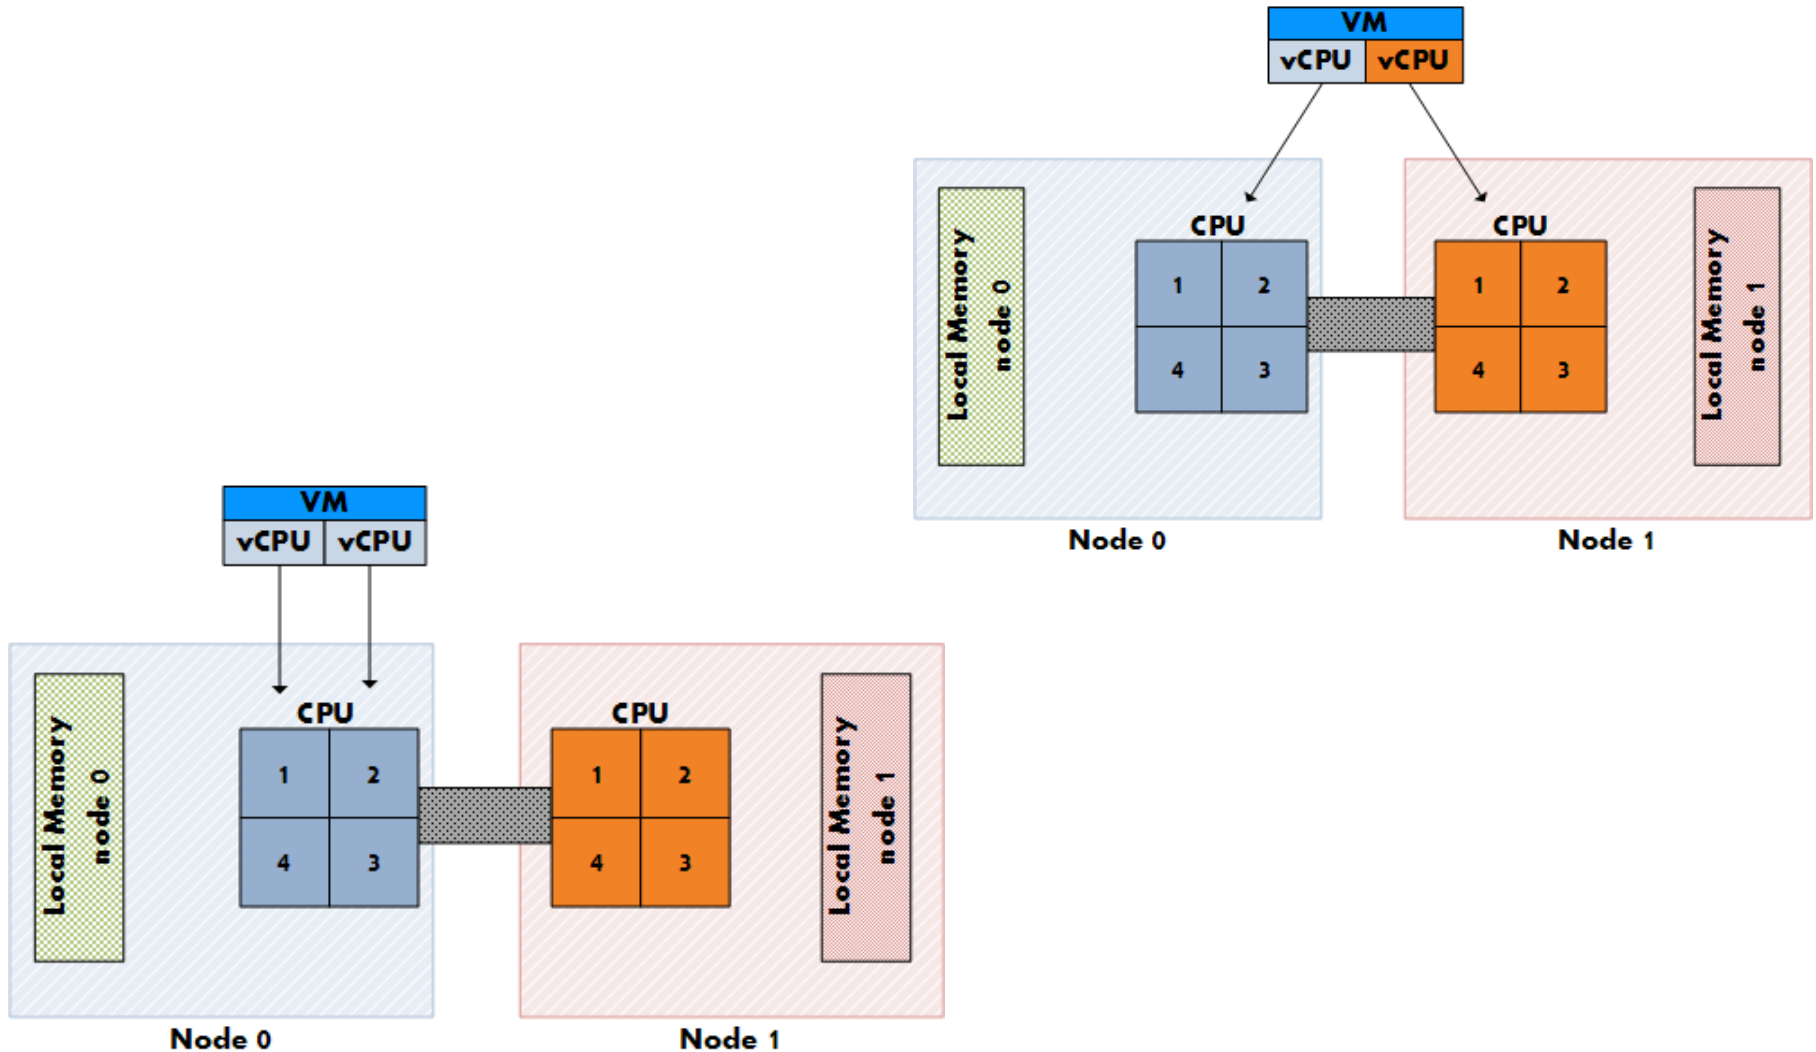 VM
vCPU vCPU
CPU
CPU
Local Memory
node 0
1 2
4 3
1 2
4 3
Local Memory
node 1
Node 0
Node 1
VM
vCPU vCPU
CPU
CPU
Local Memory
node 0
1 2
4 3
1 2
4 3
Local Memory
node 1
Node 0
Node 1